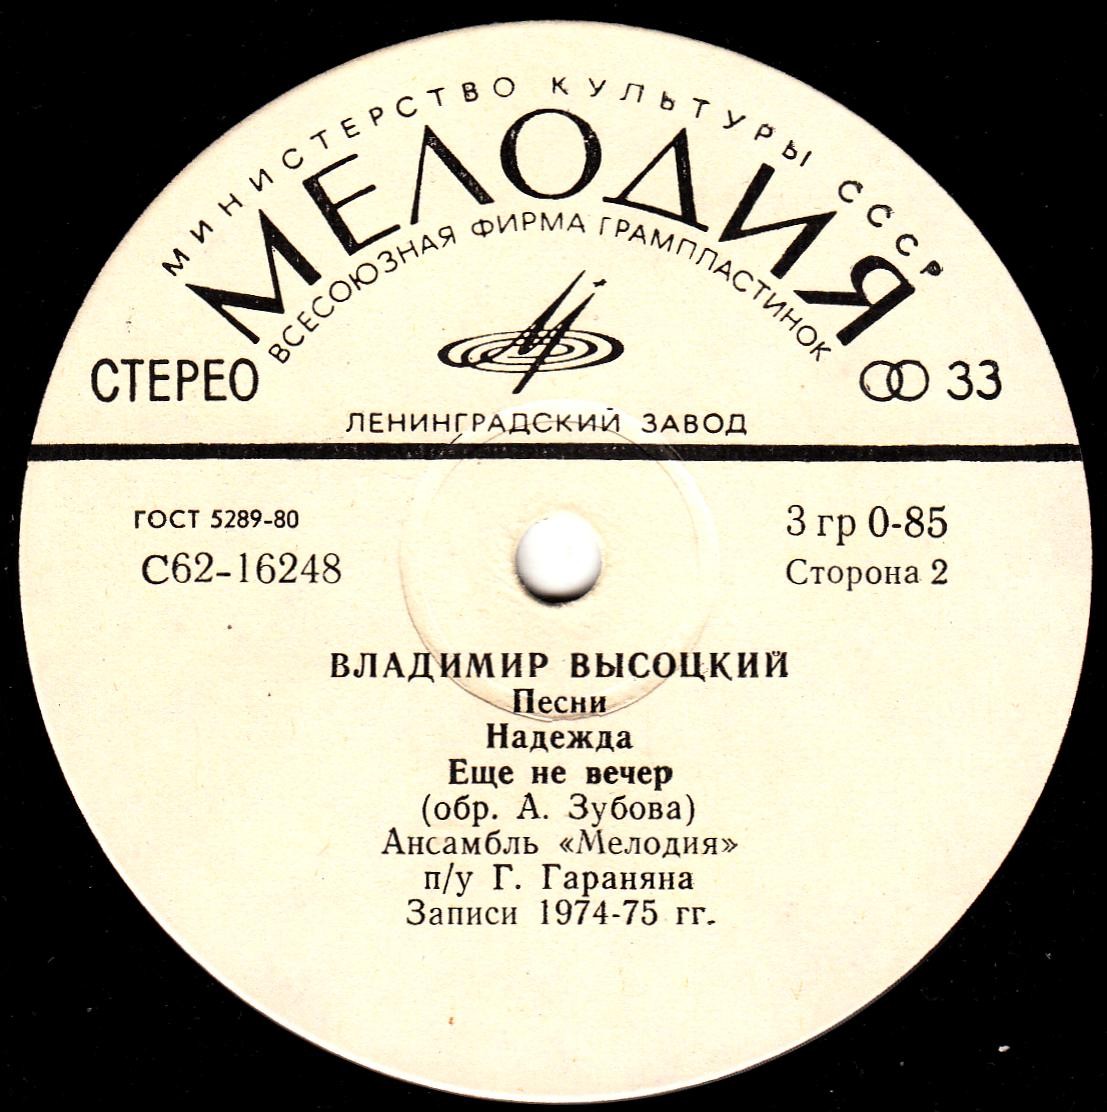 МИНИСТЕРСТВО КУЛЬТУРЫ СССР
МЕЛОДИЯ
ВСЕСОЮЗНАЯ ФИРМА ГРАМПЛАСТИНОК
СТЕРЕО
33
ЛЕНИНГРАДСКИЙ ЗАВОД
ГОСТ 5289-80
3 гр 0-85
С62-16248
Сторона 2
ВЛАДИМИР ВЫСОЦКИЙ
Песни
Надежда
Еще не вечер
(обр. А. Зубова)
Ансамбль «Мелодия»
п/у Г. Гараняна
Записи 1974-75 гг.